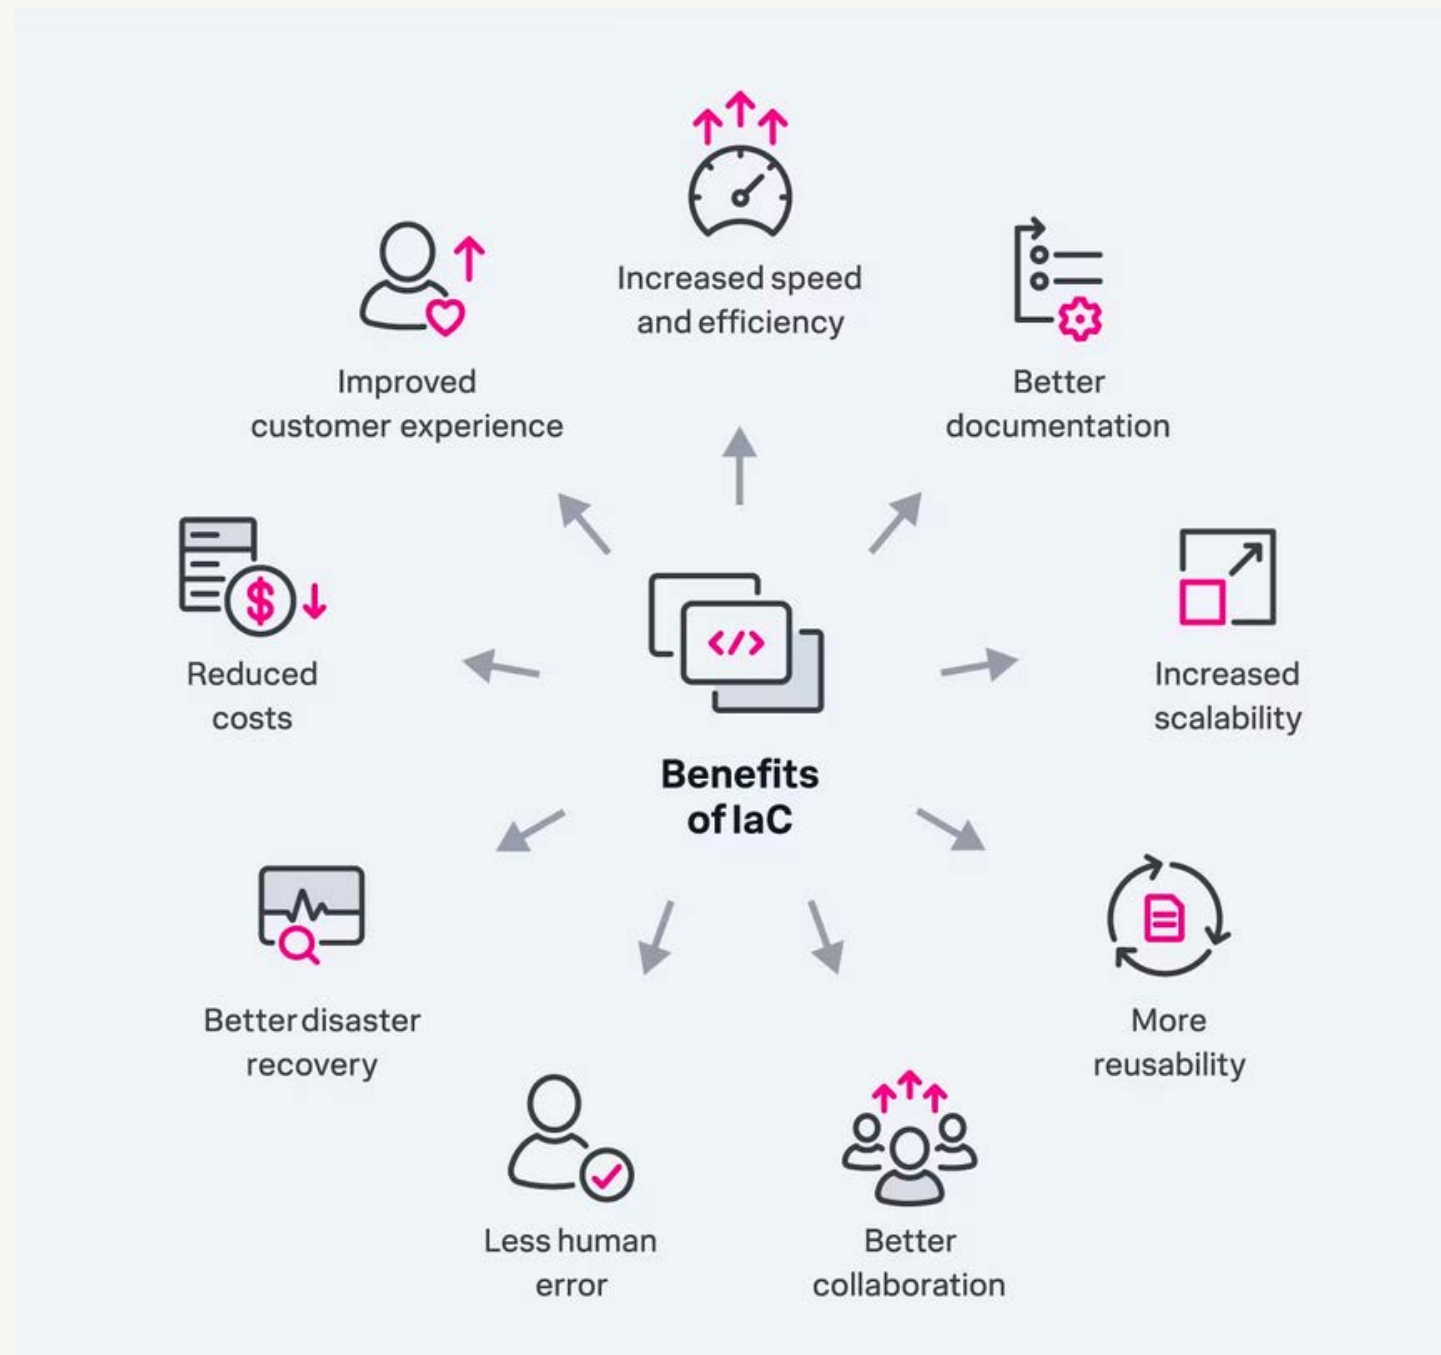 Increased speed
and efficiency
Improved
customer experience
Better
documentation
$
Reduced
costs
</>
Increased
scalability
Benefits
of IaC
Better disaster
recovery
More
reusability
Less human
error
Better
collaboration